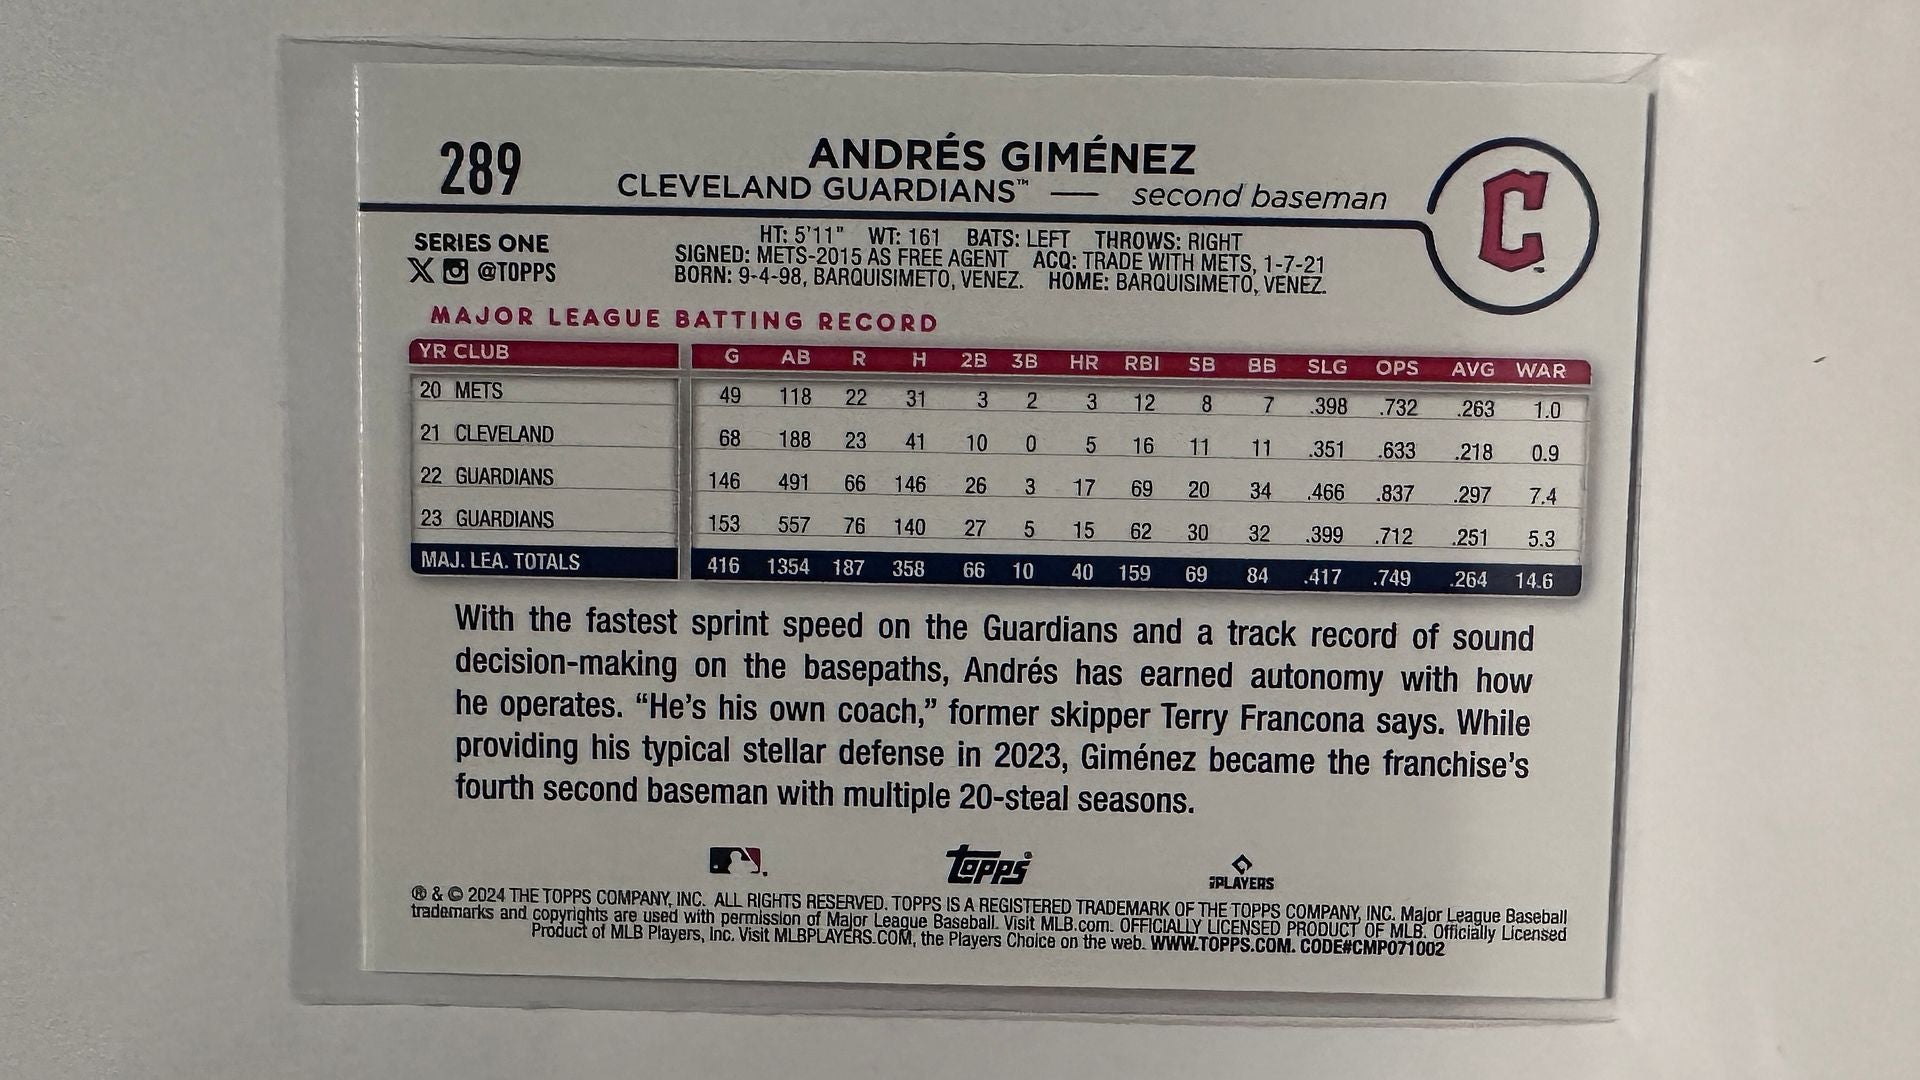 289
ANDRÉS GIMÉNEZ
CLEVELAND GUARDIANS™ — second baseman
C
SERIES ONE
X @TOPPS
HT: 5'11" WT: 161 BATS: LEFT THROWS: RIGHT
SIGNED: METS-2015 AS FREE AGENT ACQ: TRADE WITH METS, 1-7-21
BORN: 9-4-98, BARQUISIMETO, VENEZ. HOME: BARQUISIMETO, VENEZ.
MAJOR LEAGUE BATTING RECORD
YR CLUB G AB R H 2B 3B HR RBI SB BB SLG OPS AVG WAR
20 METS 49 118 22 31 3 2 3 12 8 7 .398 .732 .263 1.0
21 CLEVELAND 68 188 23 41 10 0 5 16 11 11 .351 .633 .218 0.9
22 GUARDIANS 146 491 66 146 26 3 17 69 20 34 .466 .837 .297 7.4
23 GUARDIANS 153 557 76 140 27 5 15 62 30 32 .399 .712 .251 5.3
MAJ. LEA. TOTALS 416 1354 187 358 66 10 40 159 69 84 .417 .749 .264 14.6
With the fastest sprint speed on the Guardians and a track record of sound
decision-making on the basepaths, Andrés has earned autonomy with how
he operates. “He’s his own coach,” former skipper Terry Francona says. While
providing his typical stellar defense in 2023, Giménez became the franchise’s
fourth second baseman with multiple 20-steal seasons.
Topps® PLAYERS
® & © 2024 THE TOPPS COMPANY, INC. ALL RIGHTS RESERVED. TOPPS IS A REGISTERED TRADEMARK OF THE TOPPS COMPANY, INC. Major League Baseball
trademarks and copyrights are used with permission of Major League Baseball. Visit MLB.com. OFFICIALLY LICENSED PRODUCT OF MLB. Officially Licensed
Product of MLB Players, Inc. Visit MLBPLAYERS.COM, the Players Choice on the web. WWW.TOPPS.COM. CODE#CMP071002